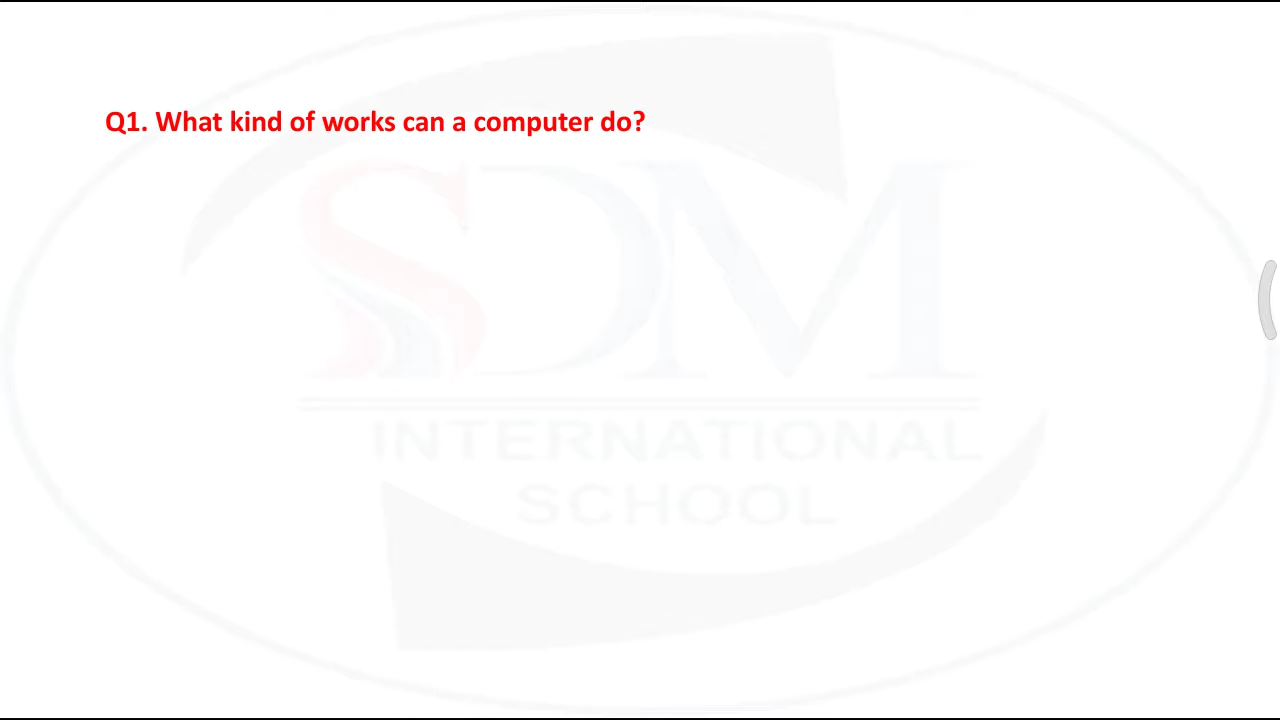 Q1. What kind of works can a computer do?
SDM
INTERNATIONAL
SCHOOL